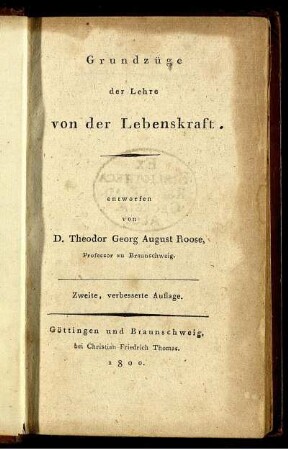 Grundzüge
der Lehre
von der Lebenskraft.
entworfen
von
D. Theodor Georg August Roose,
Professor zu Braunschweig.
Zweite, verbesserte Auflage.
Göttingen und Braunschweig,
bei Christian Friedrich Thomas.
1800.